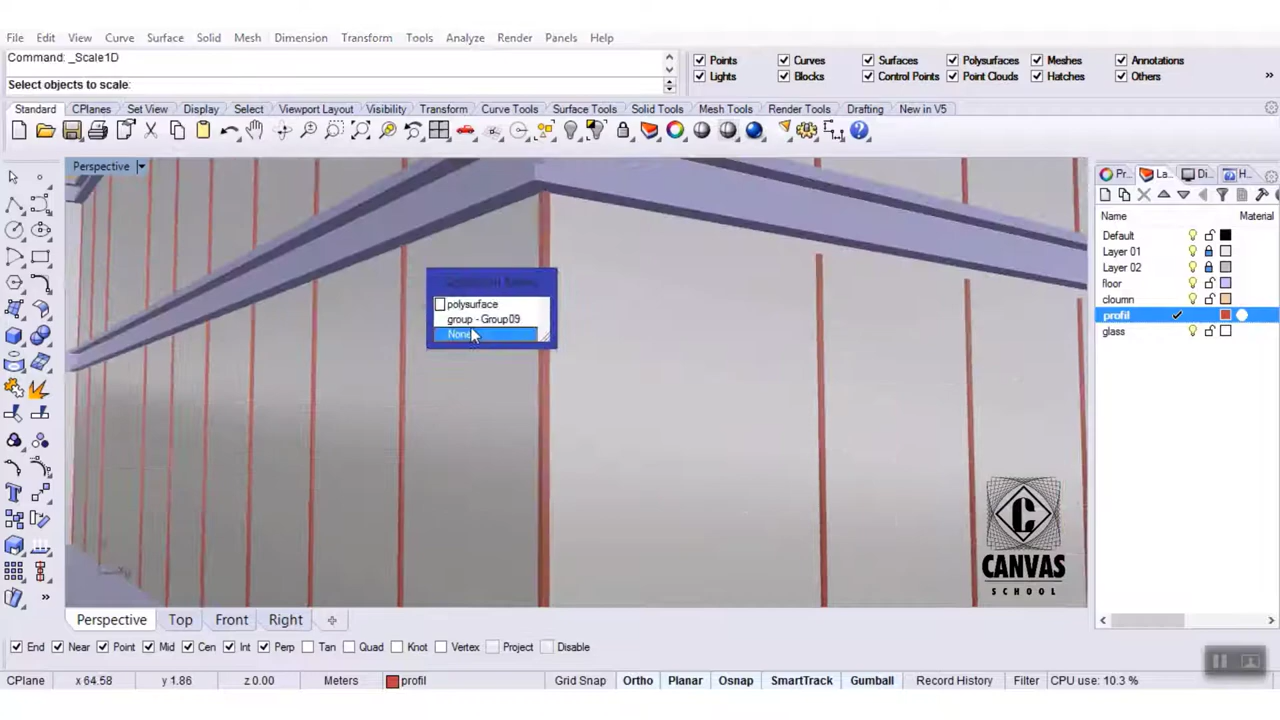 File Edit View Curve Surface Solid Mesh Dimension Transform Tools Analyze Render Panels Help
Command: _Scale1D
Select objects to scale:
Points Curves Surfaces Polysurfaces Meshes Annotations
Lights Blocks Control Points Point Clouds Hatches Others
»
Standard CPlanes Set View Display Select Viewport Layout Visibility Transform Curve Tools Surface Tools Solid Tools Mesh Tools Render Tools Drafting New in V5
Perspective
Pr... La... Di... H...
Name Material
Default
Layer 01
Layer 02
floor
cloumn
profil
glass
polysurface
group - Group09
None
C
CANVAS
SCHOOL
Perspective Top Front Right
End Near Point Mid Cen Int Perp Tan Quad Knot Vertex Project Disable
CPlane x 64.58 y 1.86 z 0.00 Meters profil Grid Snap Ortho Planar Osnap SmartTrack Gumball Record History Filter CPU use: 10.3 %